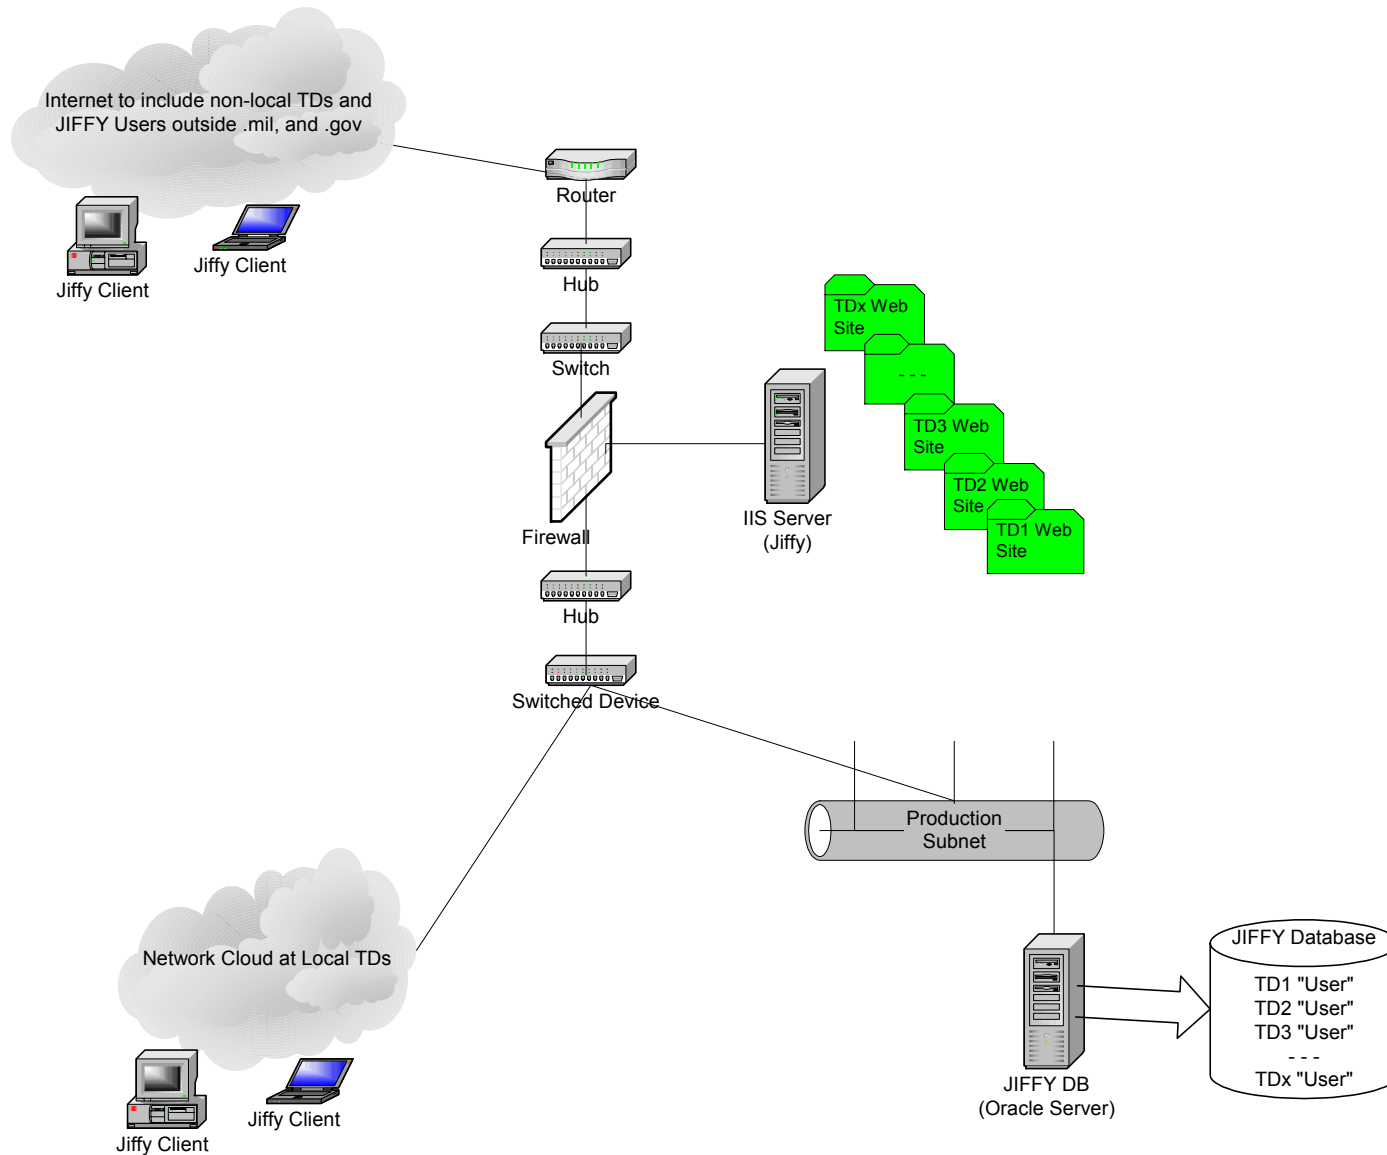 Internet to include non-local TDs and
JIFFY Users outside .mil, and .gov
Router
Jiffy Client
Jiffy Client
Hub
Switch
TDx Web
Site
- - -
TD3 Web
Site
TD2 Web
Site
TD1 Web
Site
IIS Server
(Jiffy)
Firewall
Hub
Switched Device
Production
Subnet
Network Cloud at Local TDs
Jiffy Client
Jiffy Client
JIFFY DB
(Oracle Server)
JIFFY Database
TD1 "User"
TD2 "User"
TD3 "User"
- - -
TDx "User"